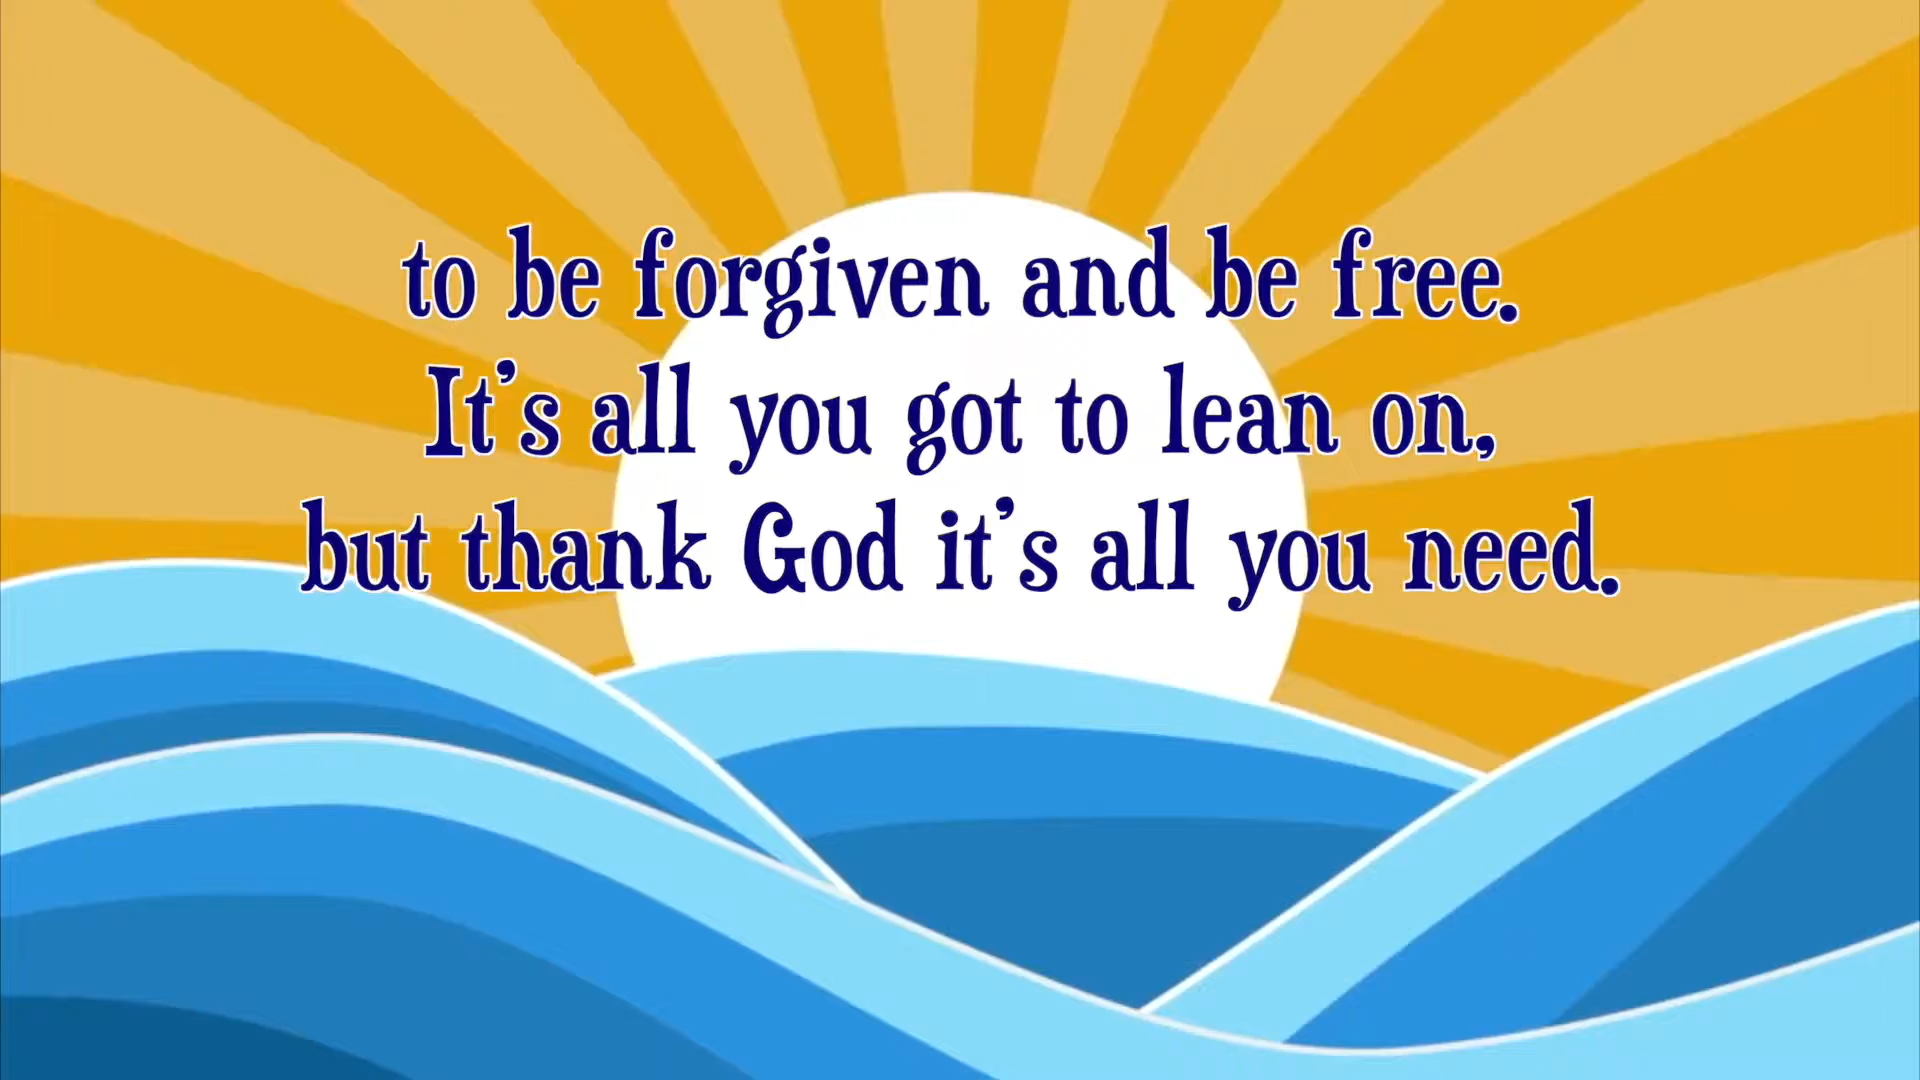 to be forgiven and be free.
It's all you got to lean on,
but thank God it's all you need.